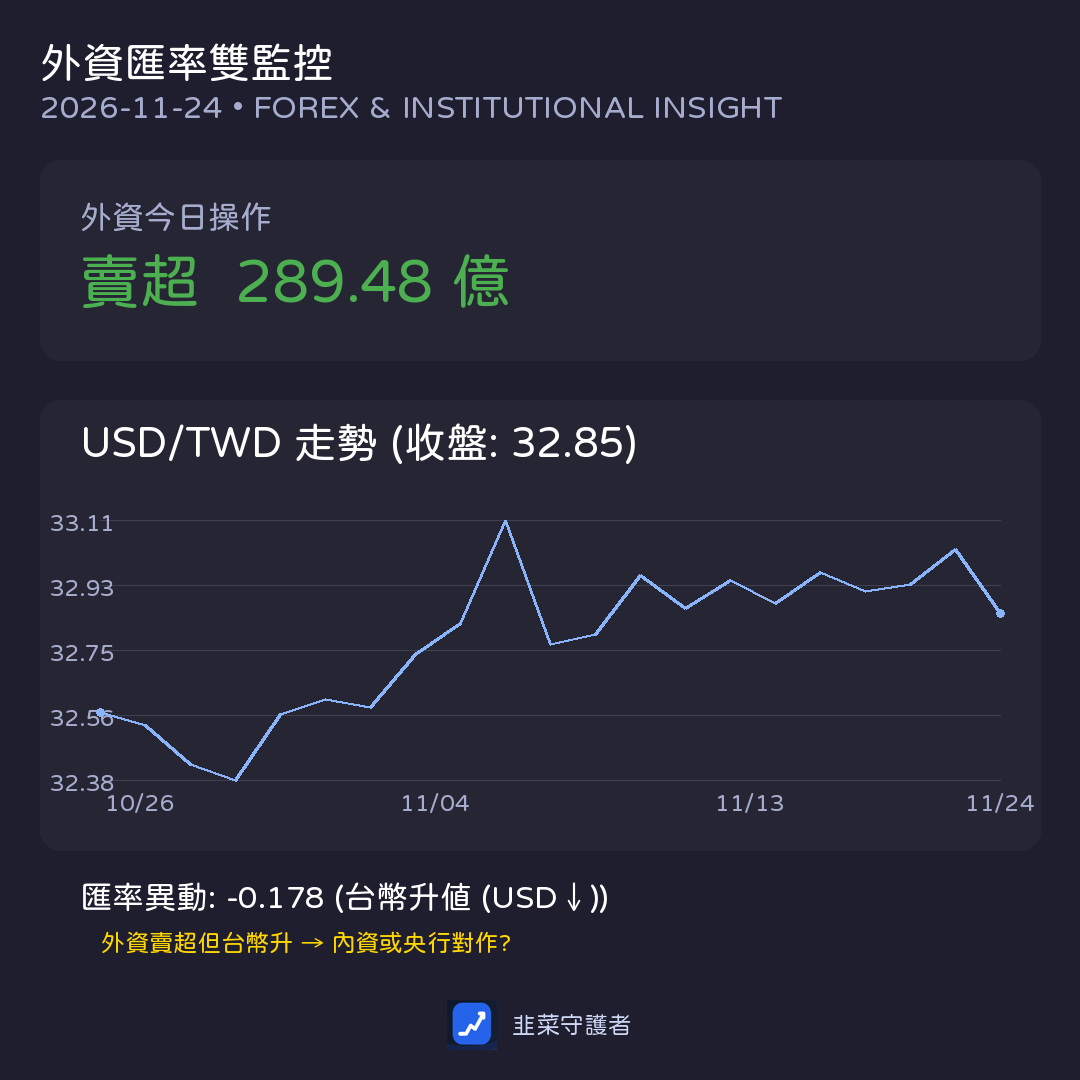 外資匯率雙監控
2026-11-24 • FOREX & INSTITUTIONAL INSIGHT
外資今日操作
賣超 289.48 億
USD/TWD 走勢 (收盤: 32.85)
33.11
32.93
32.75
32.56
32.38
10/26 11/04 11/13 11/24
匯率異動: -0.178 (台幣升值 (USD↓))
外資賣超但台幣升 → 內資或央行對作?
韭菜守護者